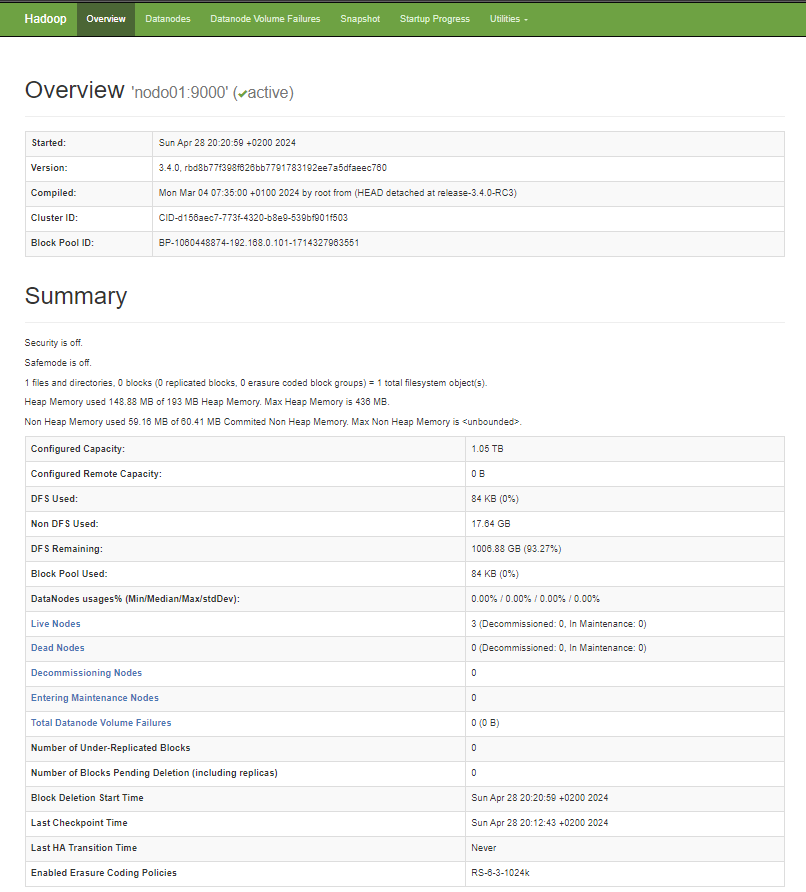 Hadoop Overview Datanodes Datanode Volume Failures Snapshot Startup Progress Utilities
Overview 'nodo01:9000' (✔active)
Started: Sun Apr 28 20:20:59 +0200 2024
Version: 3.4.0, rbd8b77f398f626bb7791783192ee7a5dfaeec760
Compiled: Mon Mar 04 07:35:00 +0100 2024 by root from (HEAD detached at release-3.4.0-RC3)
Cluster ID: CID-d156aec7-773f-4320-b8e9-539bf901f503
Block Pool ID: BP-1060448874-192.168.0.101-1714327963551
Summary
Security is off.
Safemode is off.
1 files and directories, 0 blocks (0 replicated blocks, 0 erasure coded block groups) = 1 total filesystem object(s).
Heap Memory used 148.88 MB of 193 MB Heap Memory. Max Heap Memory is 436 MB.
Non Heap Memory used 59.16 MB of 60.41 MB Commited Non Heap Memory. Max Non Heap Memory is <unbounded>.
Configured Capacity: 1.05 TB
Configured Remote Capacity: 0 B
DFS Used: 84 KB (0%)
Non DFS Used: 17.64 GB
DFS Remaining: 1006.88 GB (93.27%)
Block Pool Used: 84 KB (0%)
DataNodes usages% (Min/Median/Max/stdDev): 0.00% / 0.00% / 0.00% / 0.00%
Live Nodes 3 (Decommissioned: 0, In Maintenance: 0)
Dead Nodes 0 (Decommissioned: 0, In Maintenance: 0)
Decommissioning Nodes 0
Entering Maintenance Nodes 0
Total Datanode Volume Failures 0 (0 B)
Number of Under-Replicated Blocks 0
Number of Blocks Pending Deletion (including replicas) 0
Block Deletion Start Time Sun Apr 28 20:20:59 +0200 2024
Last Checkpoint Time Sun Apr 28 20:12:43 +0200 2024
Last HA Transition Time Never
Enabled Erasure Coding Policies RS-6-3-1024k